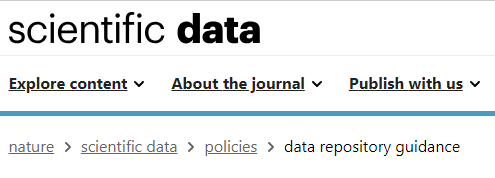 scientific data
Explore content About the journal Publish with us
nature > scientific data > policies > data repository guidance